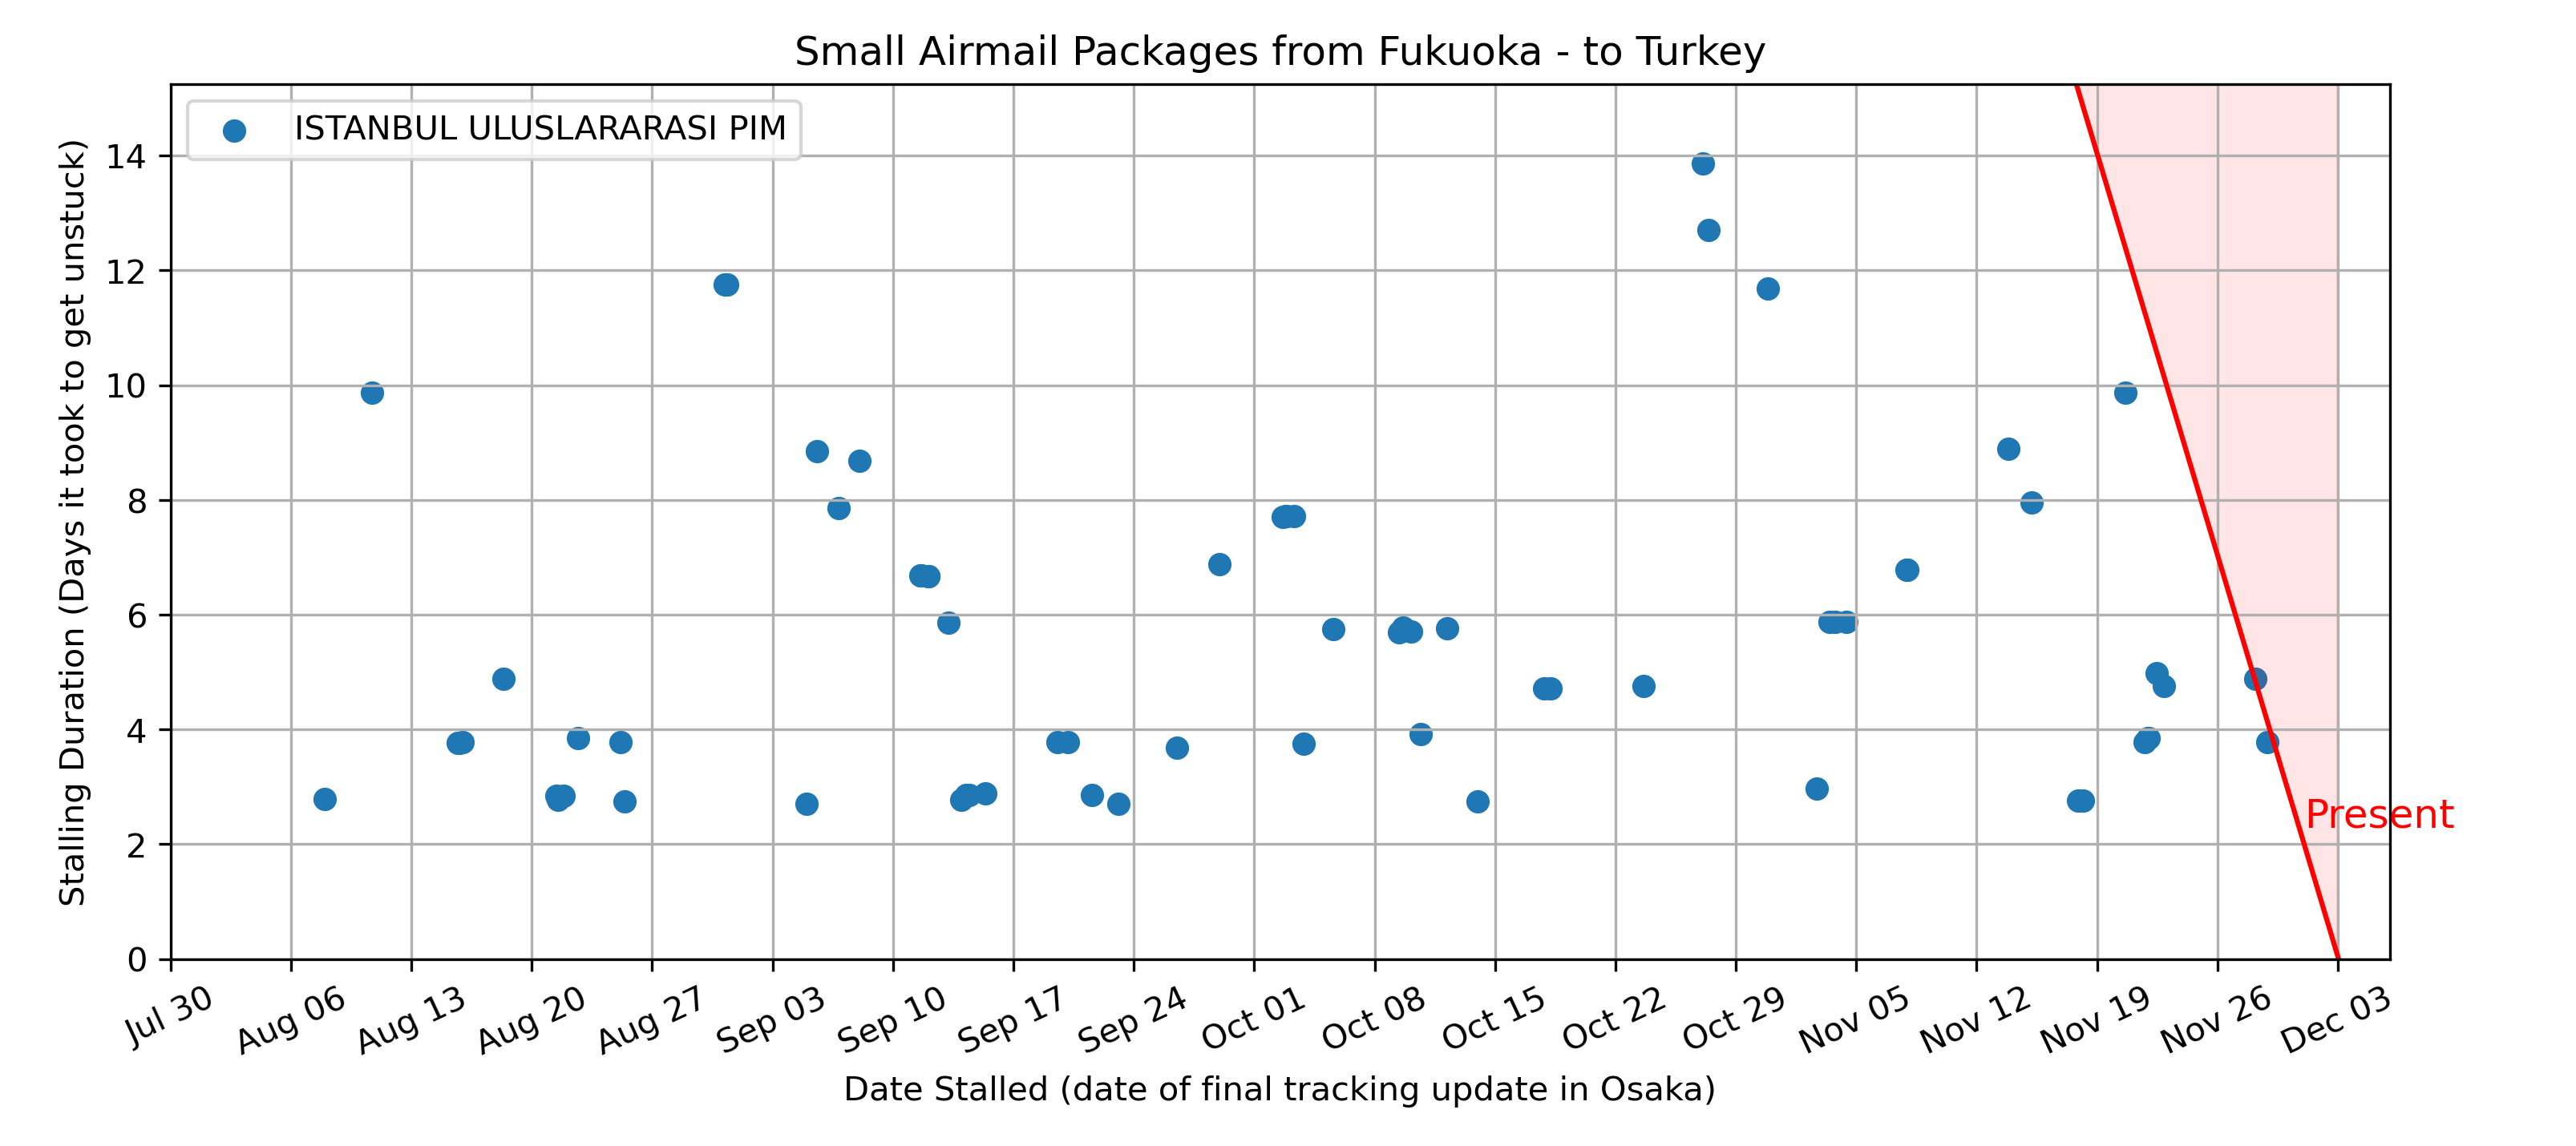 Small Airmail Packages from Fukuoka - to Turkey
ISTANBUL ULUSLARARASI PIM
Stalling Duration (Days it took to get unstuck)
14
12
10
8
6
4
2
0
Present
Jul 30
Aug 06
Aug 13
Aug 20
Aug 27
Sep 03
Sep 10
Sep 17
Sep 24
Oct 01
Oct 08
Oct 15
Oct 22
Oct 29
Nov 05
Nov 12
Nov 19
Nov 26
Dec 03
Date Stalled (date of final tracking update in Osaka)